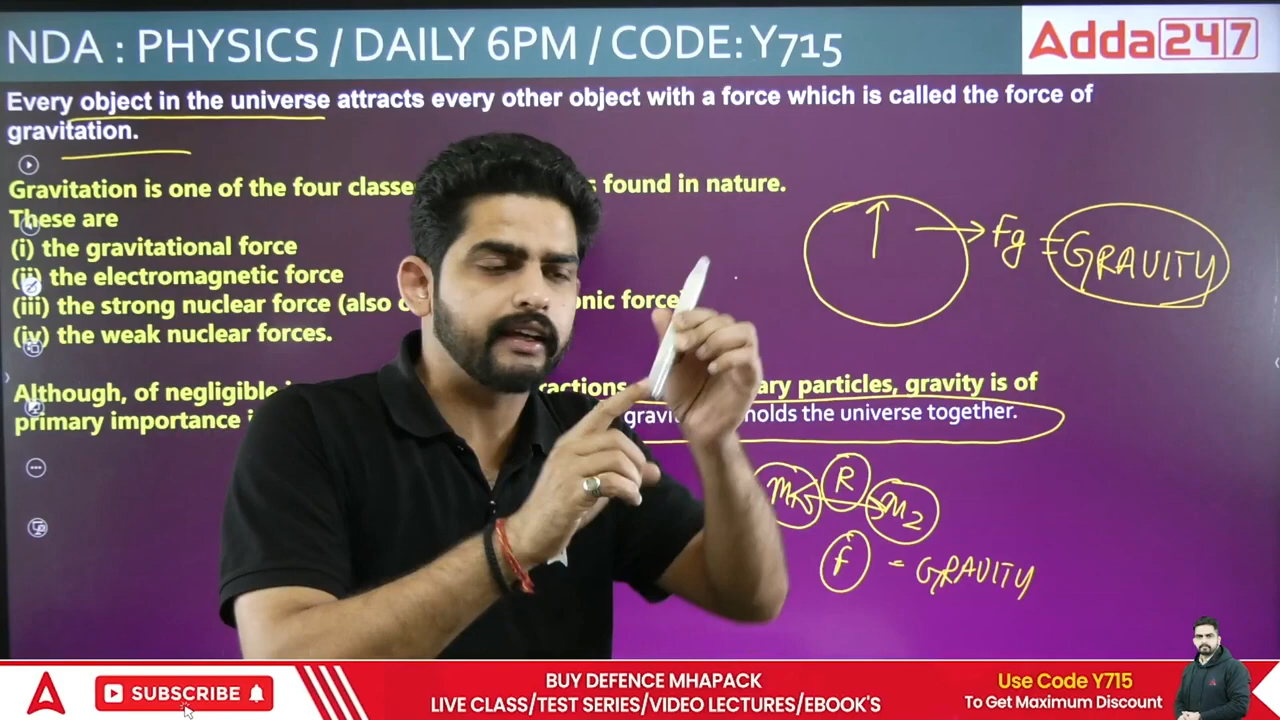 NDA : PHYSICS / DAILY 6PM / CODE: Y715
Adda247
Every object in the universe attracts every other object with a force which is called the force of
gravitation.
Gravitation is one of the four classe s found in nature.
These are
(i) the gravitational force
(ii) the electromagnetic force
(iii) the strong nuclear force (also onic force)
(iv) the weak nuclear forces.
Although, of negligible ractions ary particles, gravity is of
primary importance gravi holds the universe together.
Fg = GRAVITY
R
M2
f = GRAVITY
SUBSCRIBE
BUY DEFENCE MHAPACK
LIVE CLASS/TEST SERIES/VIDEO LECTURES/EBOOK'S
Use Code Y715
To Get Maximum Discount